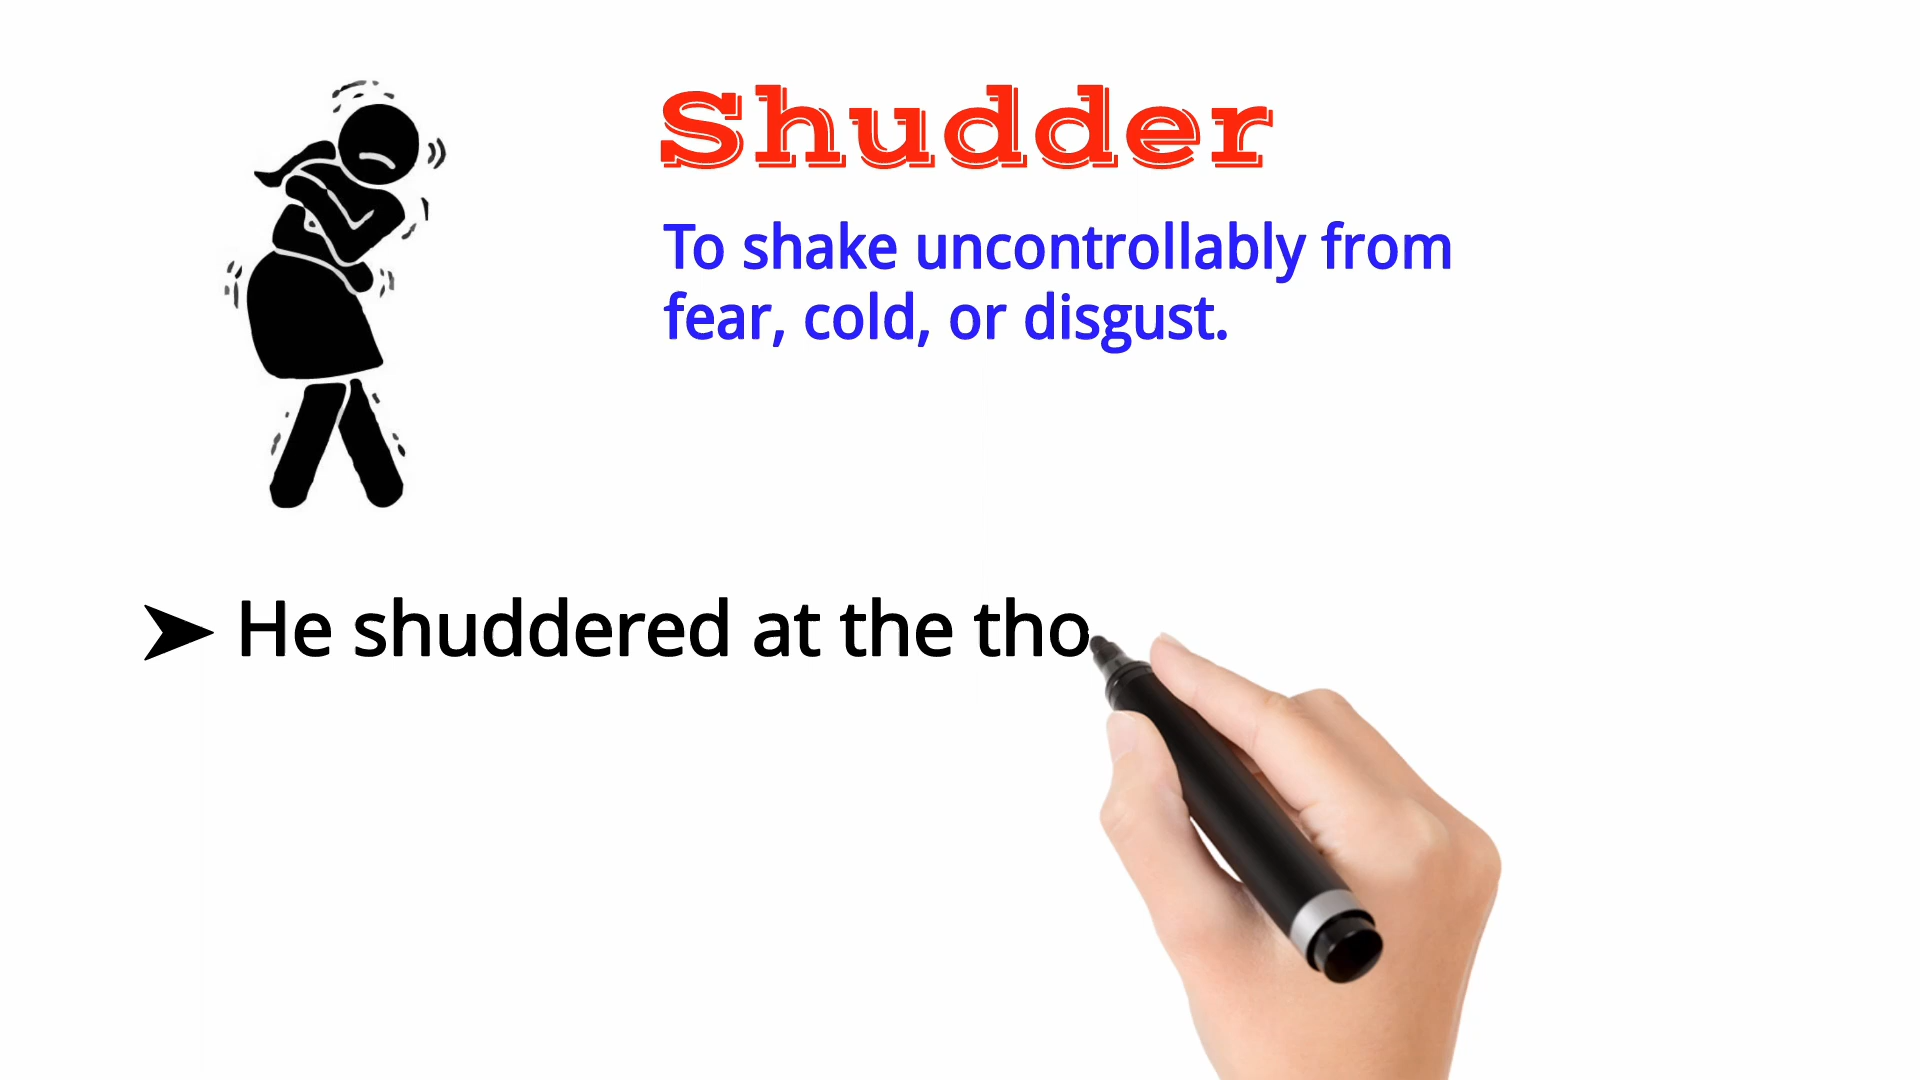 Shudder
To shake uncontrollably from
fear, cold, or disgust.
➤ He shuddered at the tho